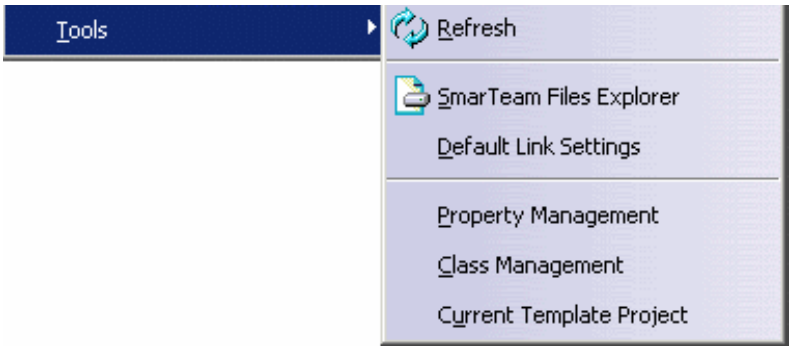 Tools
Refresh
SmarTeam Files Explorer
Default Link Settings
Property Management
Class Management
Current Template Project